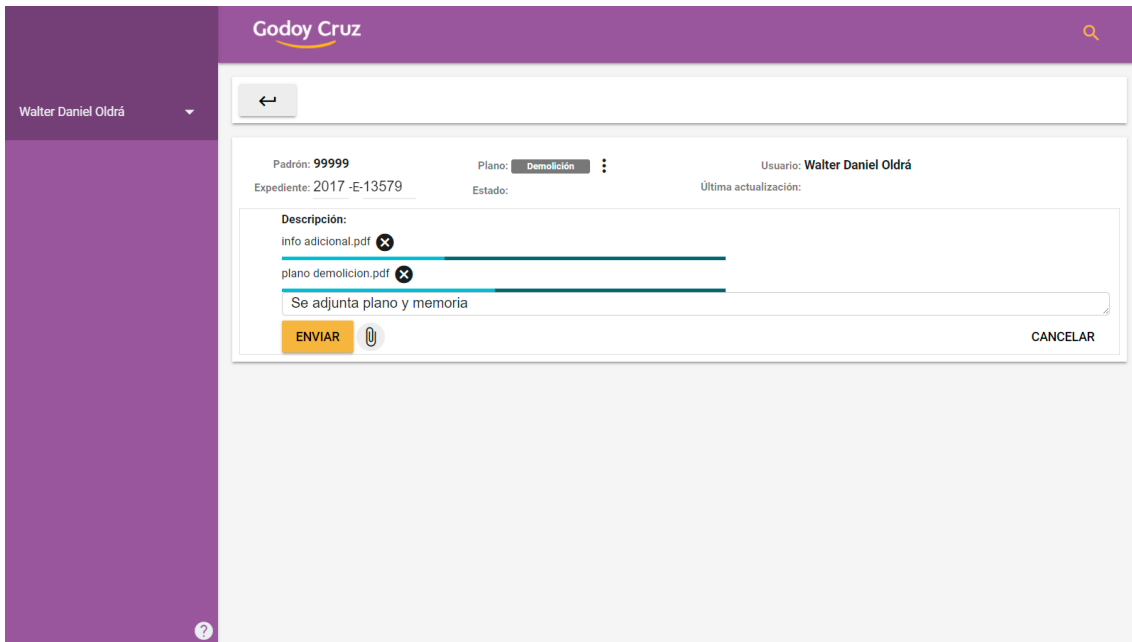 Godoy Cruz
Walter Daniel Oldrá
Padrón: 99999
Plano: Demolición
Usuario: Walter Daniel Oldrá
Expediente: 2017 -E-13579
Estado:
Última actualización:
Descripción:
info adicional.pdf
plano demolicion.pdf
Se adjunta plano y memoria
ENVIAR
CANCELAR
?